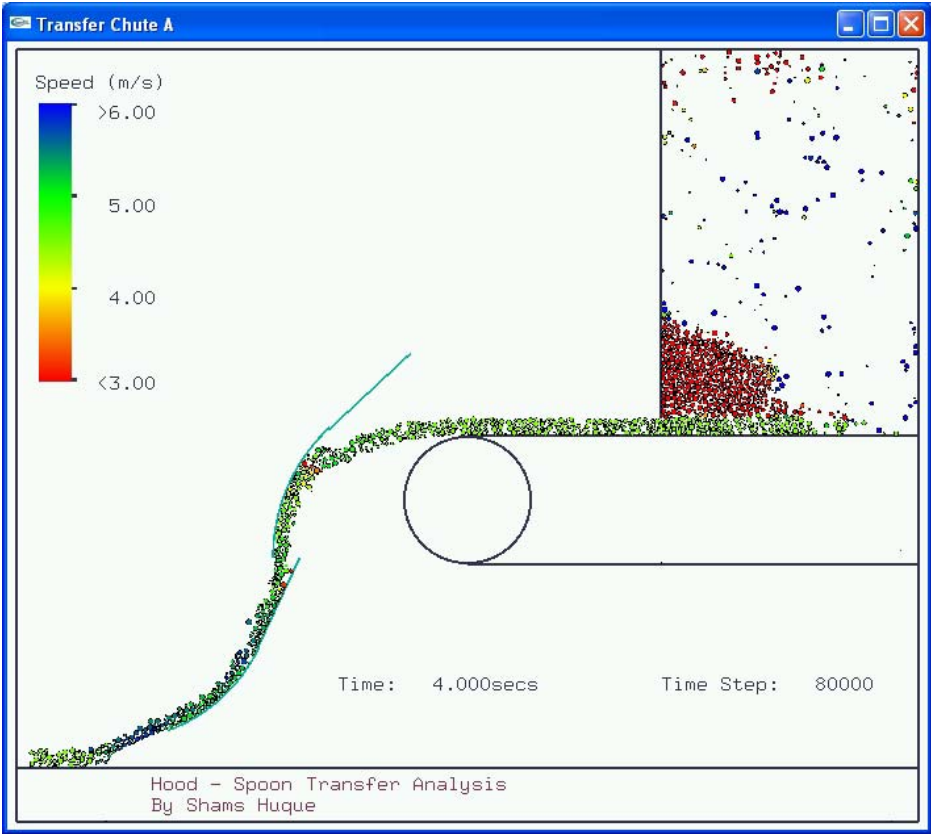 Transfer Chute A
Speed (m/s)
>6.00
5.00
4.00
<3.00
Time: 4.000secs Time Step: 80000
Hood - Spoon Transfer Analysis
By Shams Huque